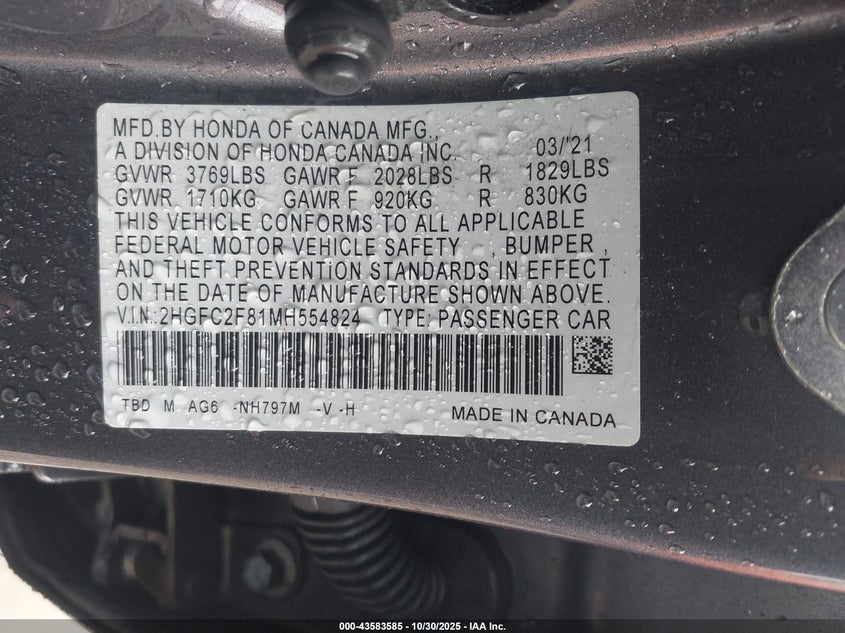 MFD.BY HONDA OF CANADA MFG.,
A DIVISION OF HONDA CANADA INC. 03/'21
GVWR 3769LBS GAWR F 2028LBS R 1829LBS
GVWR 1710KG GAWR F 920KG R 830KG
THIS VEHICLE CONFORMS TO ALL APPLICABLE
FEDERAL MOTOR VEHICLE SAFETY , BUMPER ,
AND THEFT PREVENTION STANDARDS IN EFFECT
ON THE DATE OF MANUFACTURE SHOWN ABOVE.
V.I.N.:2HGFC2F81MH554824 TYPE: PASSENGER CAR
TBD M AG6 -NH797M -V -H MADE IN CANADA
000-43583585 - 10/30/2025 - IAA Inc.